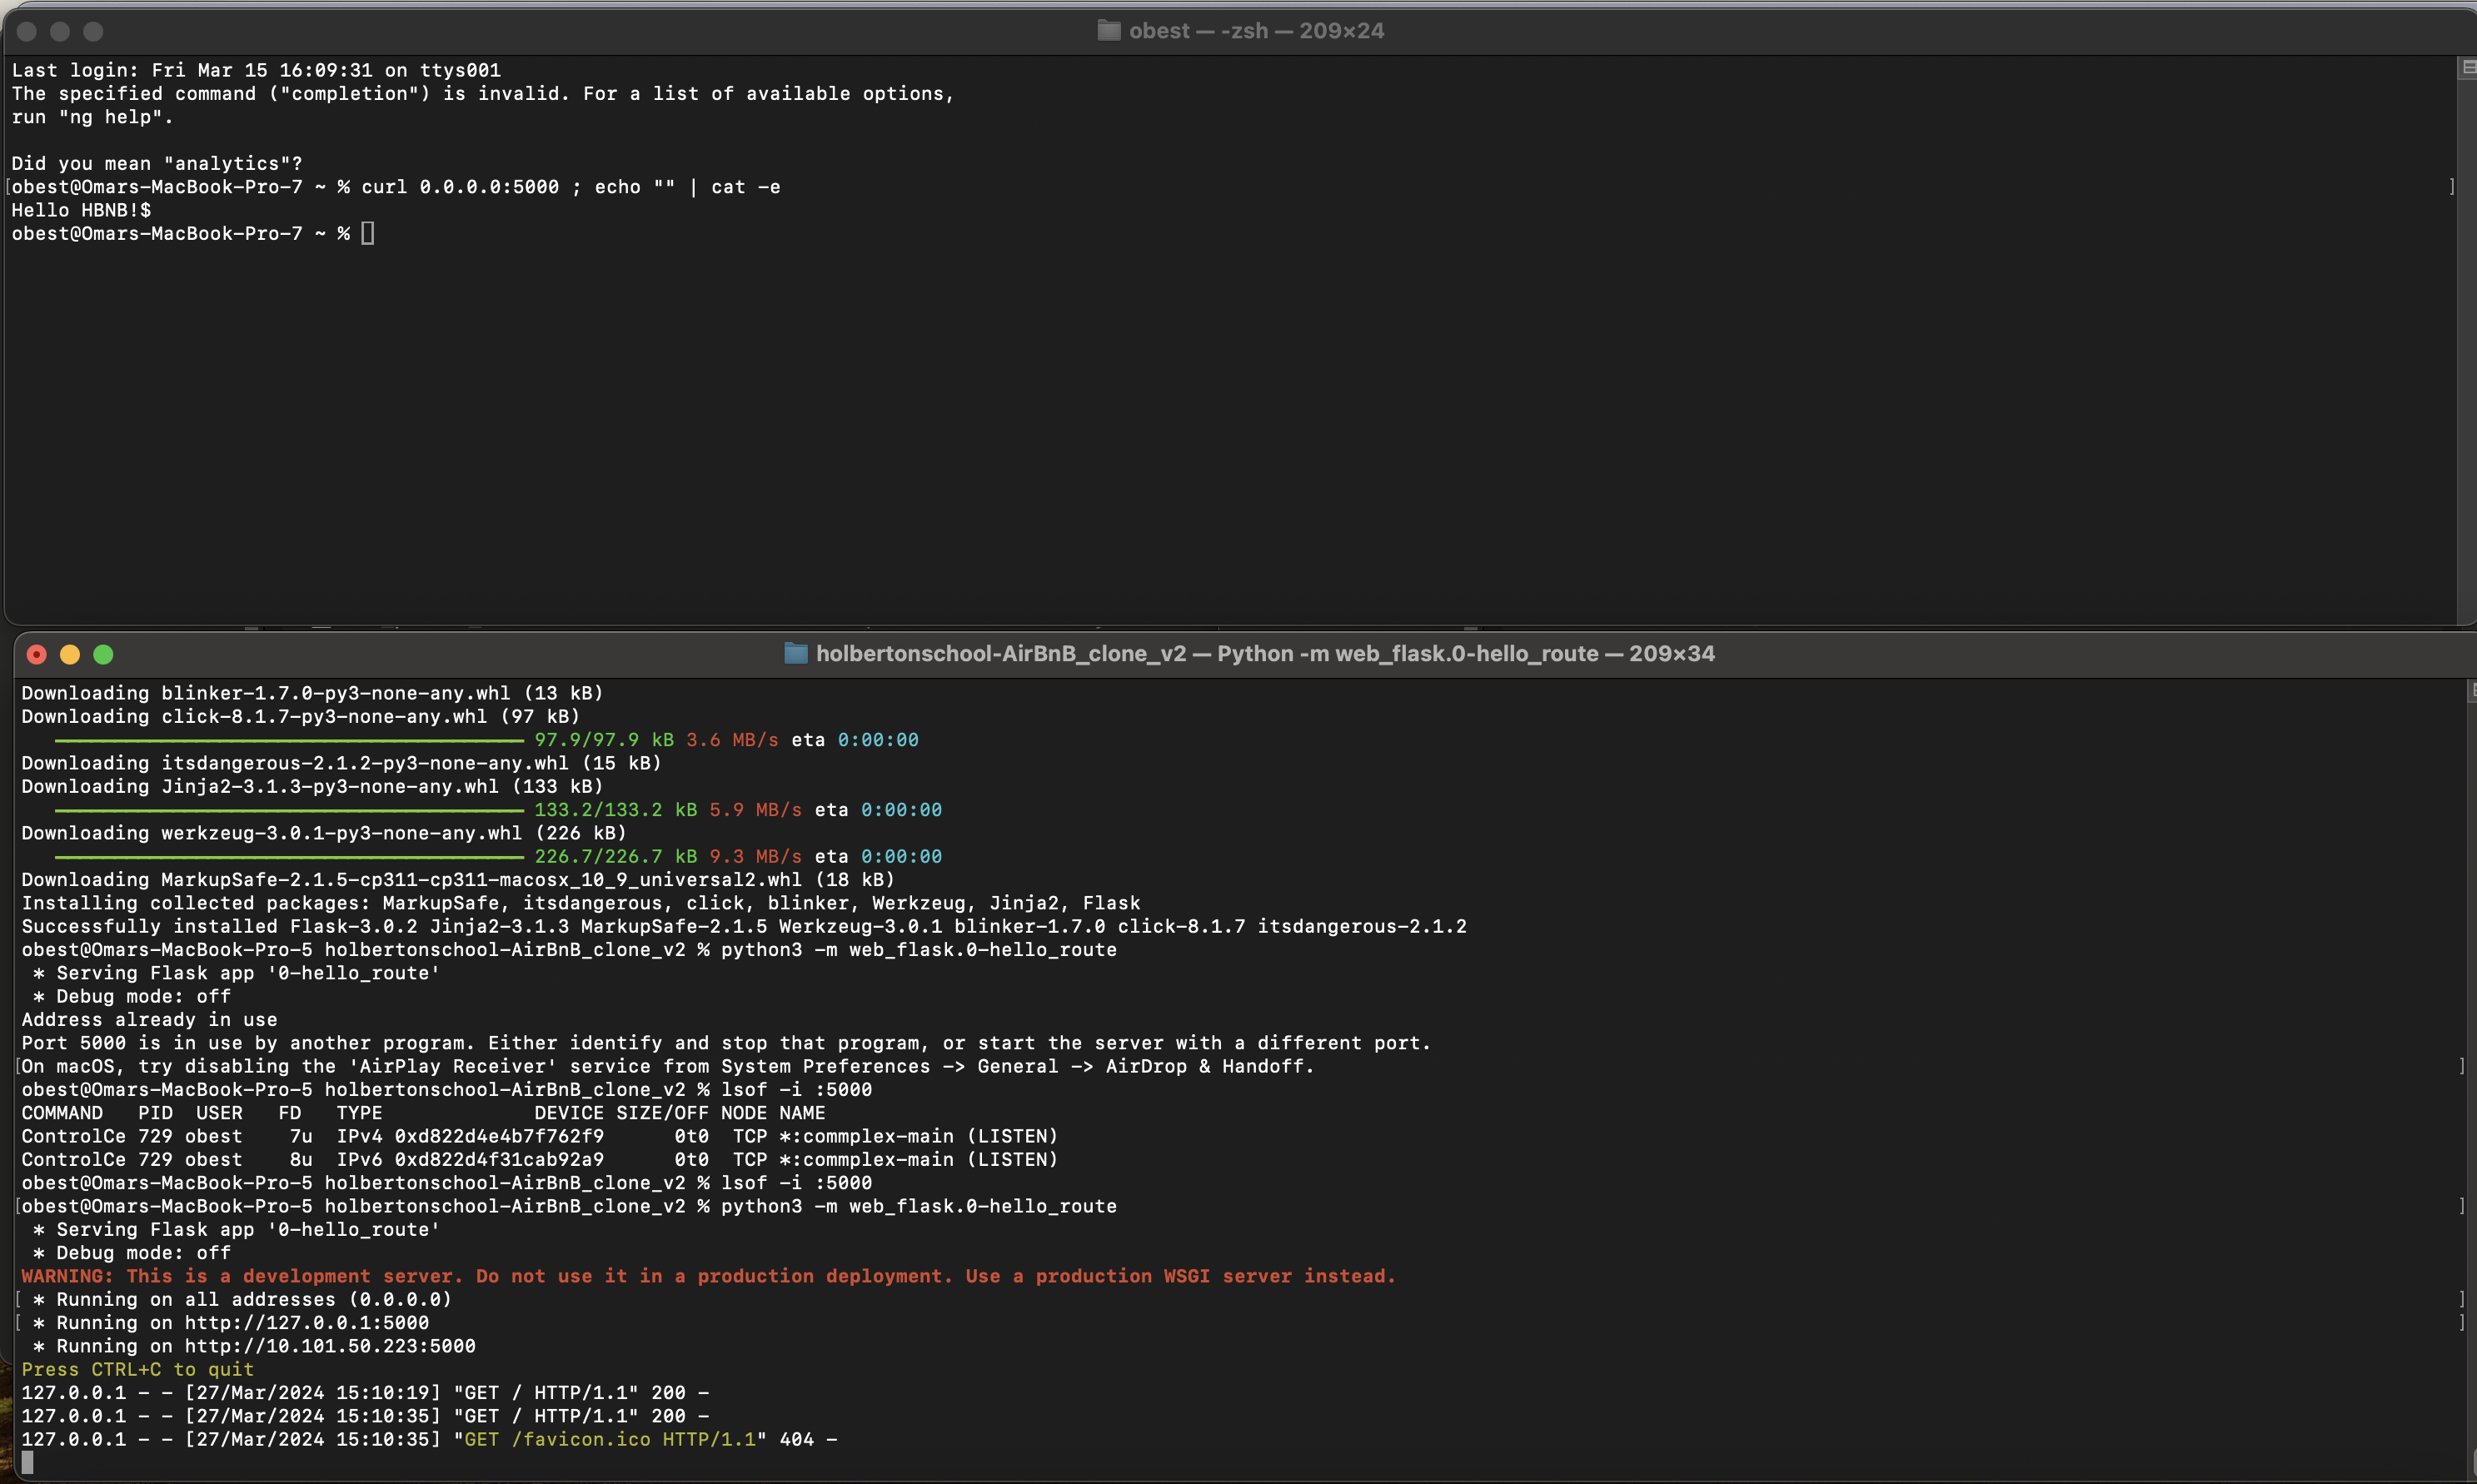 obest — -zsh — 209×24
Last login: Fri Mar 15 16:09:31 on ttys001
The specified command ("completion") is invalid. For a list of available options,
run "ng help".
Did you mean "analytics"?
[obest@Omars-MacBook-Pro-7 ~ % curl 0.0.0.0:5000 ; echo "" | cat -e ]
Hello HBNB!$
obest@Omars-MacBook-Pro-7 ~ %
holbertonschool-AirBnB_clone_v2 — Python -m web_flask.0-hello_route — 209×34
Downloading blinker-1.7.0-py3-none-any.whl (13 kB)
Downloading click-8.1.7-py3-none-any.whl (97 kB)
97.9/97.9 kB 3.6 MB/s eta 0:00:00
Downloading itsdangerous-2.1.2-py3-none-any.whl (15 kB)
Downloading Jinja2-3.1.3-py3-none-any.whl (133 kB)
133.2/133.2 kB 5.9 MB/s eta 0:00:00
Downloading werkzeug-3.0.1-py3-none-any.whl (226 kB)
226.7/226.7 kB 9.3 MB/s eta 0:00:00
Downloading MarkupSafe-2.1.5-cp311-cp311-macosx_10_9_universal2.whl (18 kB)
Installing collected packages: MarkupSafe, itsdangerous, click, blinker, Werkzeug, Jinja2, Flask
Successfully installed Flask-3.0.2 Jinja2-3.1.3 MarkupSafe-2.1.5 Werkzeug-3.0.1 blinker-1.7.0 click-8.1.7 itsdangerous-2.1.2
obest@Omars-MacBook-Pro-5 holbertonschool-AirBnB_clone_v2 % python3 -m web_flask.0-hello_route
 * Serving Flask app '0-hello_route'
 * Debug mode: off
Address already in use
Port 5000 is in use by another program. Either identify and stop that program, or start the server with a different port.
[On macOS, try disabling the 'AirPlay Receiver' service from System Preferences -> General -> AirDrop & Handoff. ]
obest@Omars-MacBook-Pro-5 holbertonschool-AirBnB_clone_v2 % lsof -i :5000
COMMAND   PID  USER   FD   TYPE             DEVICE SIZE/OFF NODE NAME
ControlCe 729 obest    7u  IPv4 0xd822d4e4b7f762f9      0t0  TCP *:commplex-main (LISTEN)
ControlCe 729 obest    8u  IPv6 0xd822d4f31cab92a9      0t0  TCP *:commplex-main (LISTEN)
obest@Omars-MacBook-Pro-5 holbertonschool-AirBnB_clone_v2 % lsof -i :5000
[obest@Omars-MacBook-Pro-5 holbertonschool-AirBnB_clone_v2 % python3 -m web_flask.0-hello_route ]
 * Serving Flask app '0-hello_route'
 * Debug mode: off
WARNING: This is a development server. Do not use it in a production deployment. Use a production WSGI server instead.
[ * Running on all addresses (0.0.0.0) ]
[ * Running on http://127.0.0.1:5000 ]
 * Running on http://10.101.50.223:5000
Press CTRL+C to quit
127.0.0.1 - - [27/Mar/2024 15:10:19] "GET / HTTP/1.1" 200 -
127.0.0.1 - - [27/Mar/2024 15:10:35] "GET / HTTP/1.1" 200 -
127.0.0.1 - - [27/Mar/2024 15:10:35] "GET /favicon.ico HTTP/1.1" 404 -